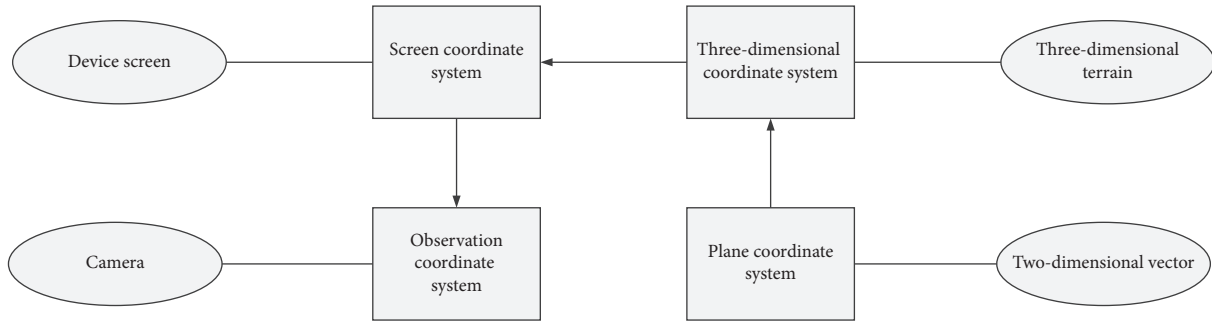 Device screen
Screen coordinate
system
Three-dimensional
coordinate system
Three-dimensional
terrain
Camera
Observation
coordinate
system
Plane coordinate
system
Two-dimensional vector